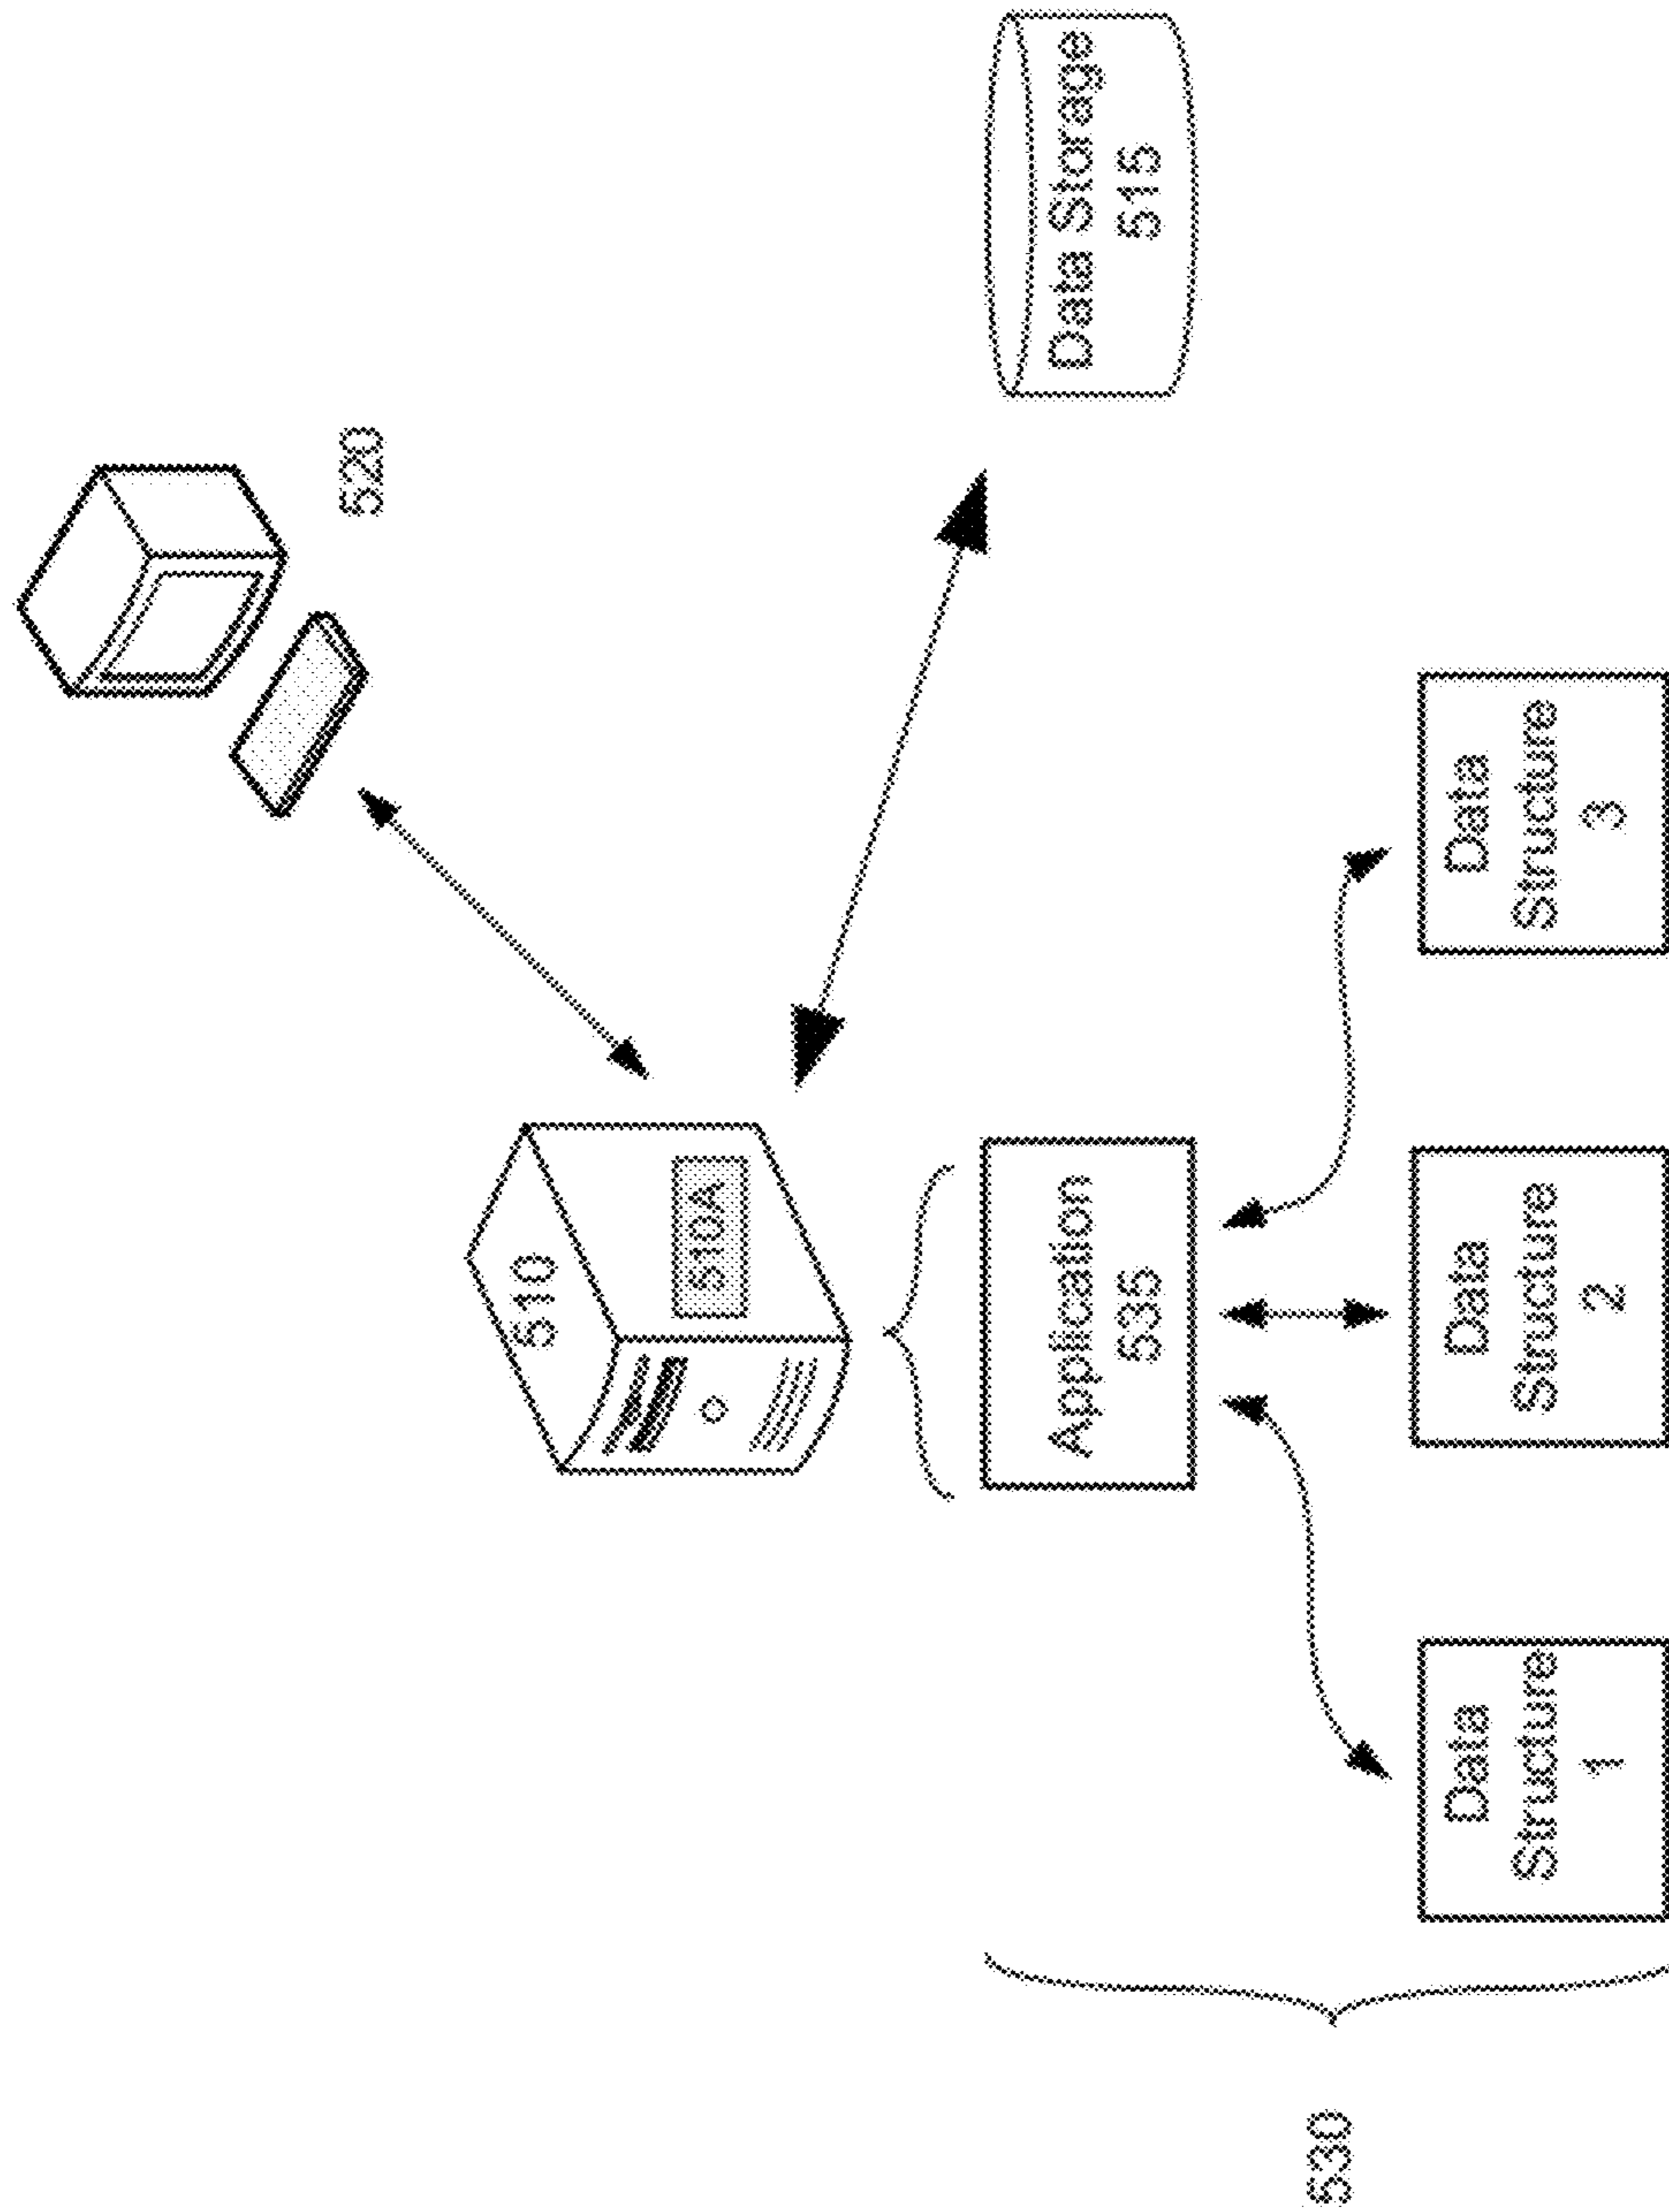 520
510
510A
Data Storage
515
Application
535
530
Data
Structure
1
Data
Structure
2
Data
Structure
3